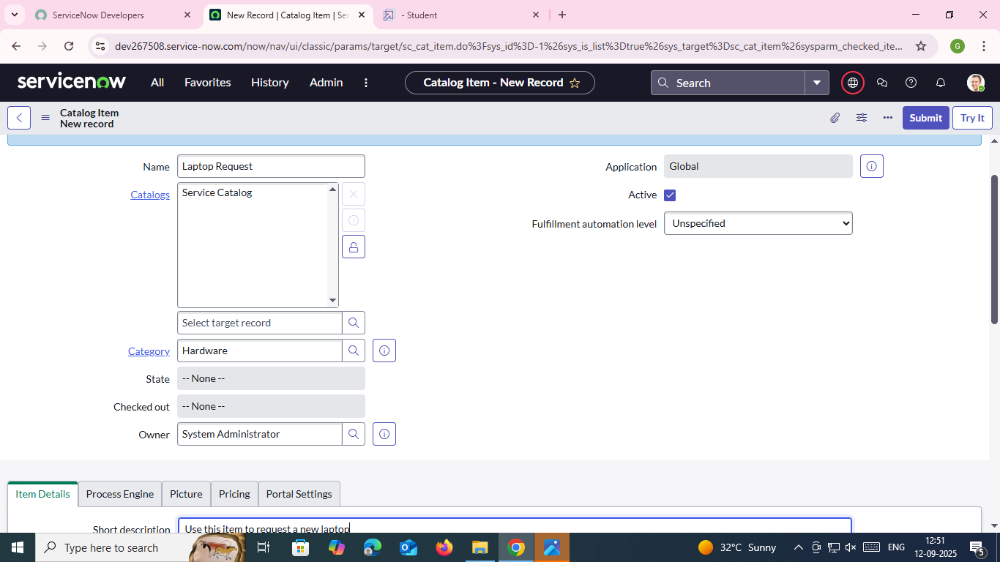 ServiceNow Developers
New Record | Catalog Item | Ser
- Student
dev267508.service-now.com/now/nav/ui/classic/params/target/sc_cat_item.do%3Fsys_id%3D-1%26sys_is_list%3Dtrue%26sys_target%3Dsc_cat_item%26sysparm_checked_ite...
G
servicenow
All
Favorites
History
Admin
Catalog Item - New Record
Search
Catalog Item
New record
Submit
Try It
Name
Laptop Request
Application
Global
Catalogs
Service Catalog
Active
Fulfillment automation level
Unspecified
Select target record
Category
Hardware
State
-- None --
Checked out
-- None --
Owner
System Administrator
Item Details
Process Engine
Picture
Pricing
Portal Settings
Short description
Use this item to request a new laptop
Type here to search
32°C Sunny
ENG
12:51
12-09-2025
5